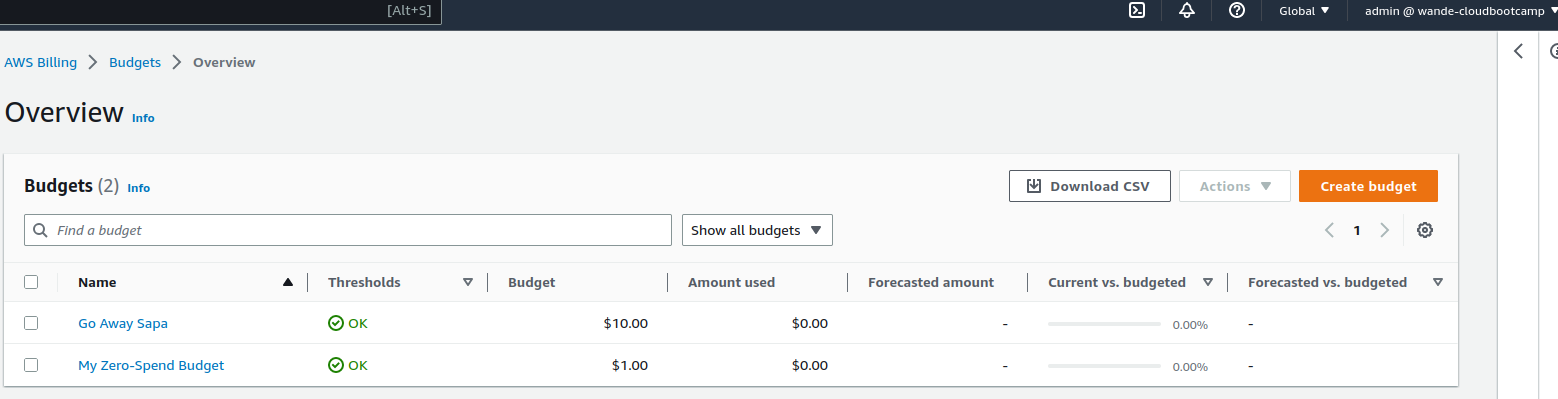 [Alt+S]
Global admin @ wande-cloudbootcamp
AWS Billing Budgets Overview
Overview Info
Budgets (2) Info Download CSV Actions Create budget
Find a budget Show all budgets 1
Name Thresholds Budget Amount used Forecasted amount Current vs. budgeted Forecasted vs. budgeted
Go Away Sapa OK $10.00 $0.00 - 0.00% -
My Zero-Spend Budget OK $1.00 $0.00 - 0.00% -